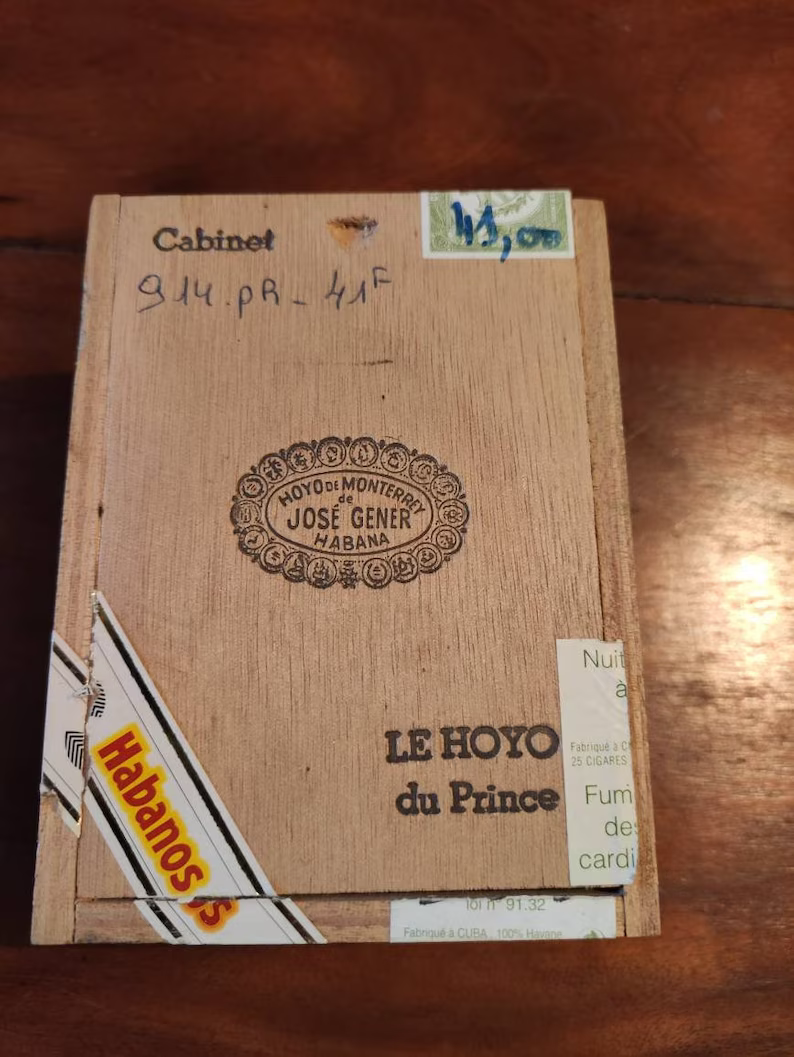 Cabinet
41,00
914.pR - 41F
HOYO DE MONTERREY
de
JOSÉ GENER
HABANA
LE HOYO
du Prince
Habanos
Nuit
à
Fabriqué à C
25 CIGARES
Fum
des
cardi
loi n° 91.32
Fabriqué à CUBA . 100% Havane